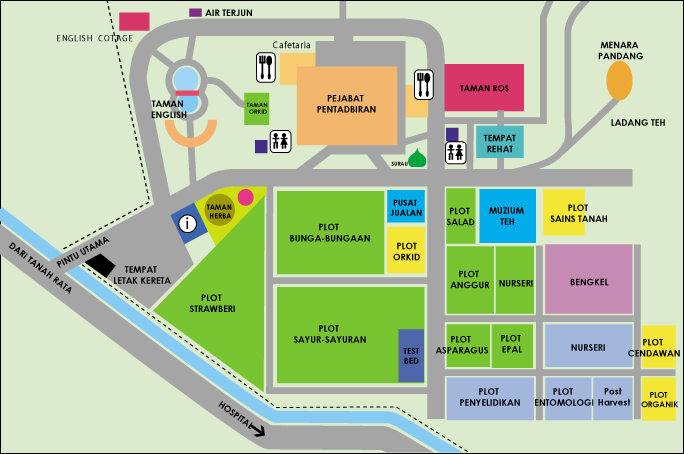 AIR TERJUN
ENGLISH COTAGE
Cafetaria
MENARA
PANDANG
TAMAN
ENGLISH
TAMAN
ORKID
PEJABAT
PENTADBIRAN
TAMAN ROS
LADANG TEH
TEMPAT
REHAT
SURAU
TAMAN
HERBA
i
PLOT
BUNGA-BUNGAAN
PUSAT
JUALAN
PLOT
ORKID
PLOT
SALAD
MUZIUM
TEH
PLOT
SAINS TANAH
PINTU UTAMA
DARI TANAH RATA
TEMPAT
LETAK KERETA
PLOT
STRAWBERI
PLOT
ANGGUR
NURSERI
BENGKEL
PLOT
SAYUR-SAYURAN
TEST
BED
PLOT
ASPARAGUS
PLOT
EPAL
NURSERI
PLOT
CENDAWAN
PLOT
PENYELIDIKAN
PLOT
ENTOMOLOGI
Post
Harvest
PLOT
ORGANIK
HOSPITAL